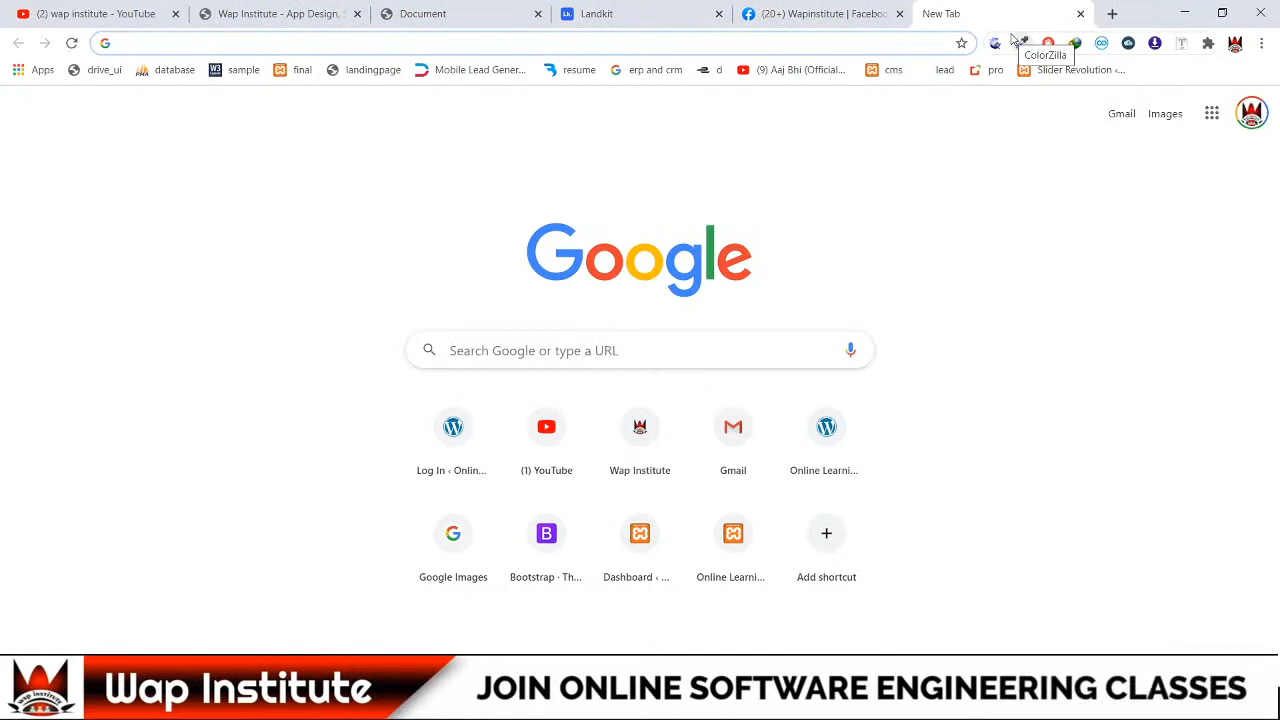 (2) Wap institute - YouTube
Wap Institute - App Design,
Document
Landkit
(20+) Wapinstitute | Faceboo
New Tab
ColorZilla
Apps
drive_ui
database
sample
final
landingpage
Mobile Lead Gener...
resume
erp and crm
d
(9) Aaj Bhi (Official...
cms
lead
pro
Slider Revolution ‹...
Gmail
Images
Google
Search Google or type a URL
Log In ‹ Onlin...
(1) YouTube
Wap Institute
Gmail
Online Learni...
Google Images
Bootstrap · Th...
Dashboard ‹ ...
Online Learni...
Add shortcut
Wap Institute
JOIN ONLINE SOFTWARE ENGINEERING CLASSES